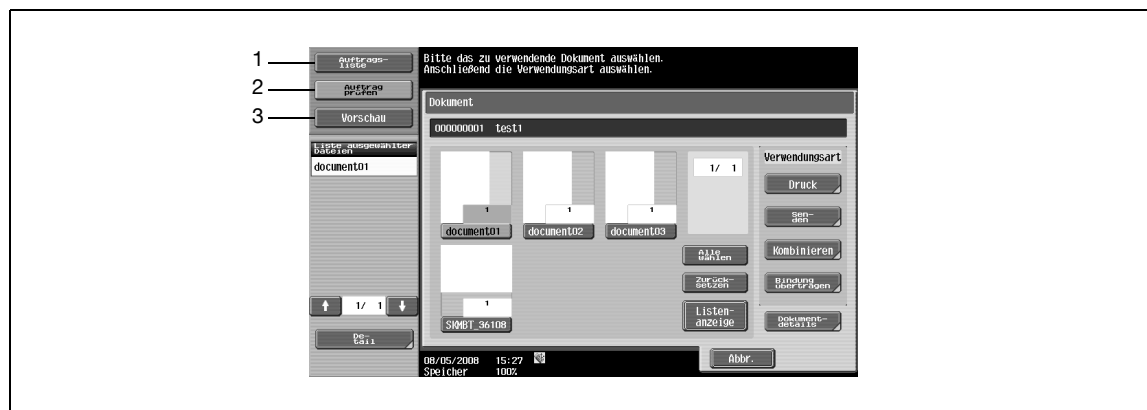 1
2
3
Auftrags-
liste
Auftrag
prüfen
Vorschau
Liste ausgewählter
Dateien
document01
1/ 1
De-
tail
Bitte das zu verwendende Dokument auswählen.
Anschließend die Verwendungsart auswählen.
Dokument
000000001 test1
1
document01
1
document02
1
document03
1
SKMBT_36108
1/ 1
Alle
wählen
Zurück-
setzen
Listen-
anzeige
Verwendungsart
Druck
Sen-
den
Kombinieren
Bindung
übertragen
Dokument-
details
08/05/2008 15:27
Speicher 100%
Abbr.